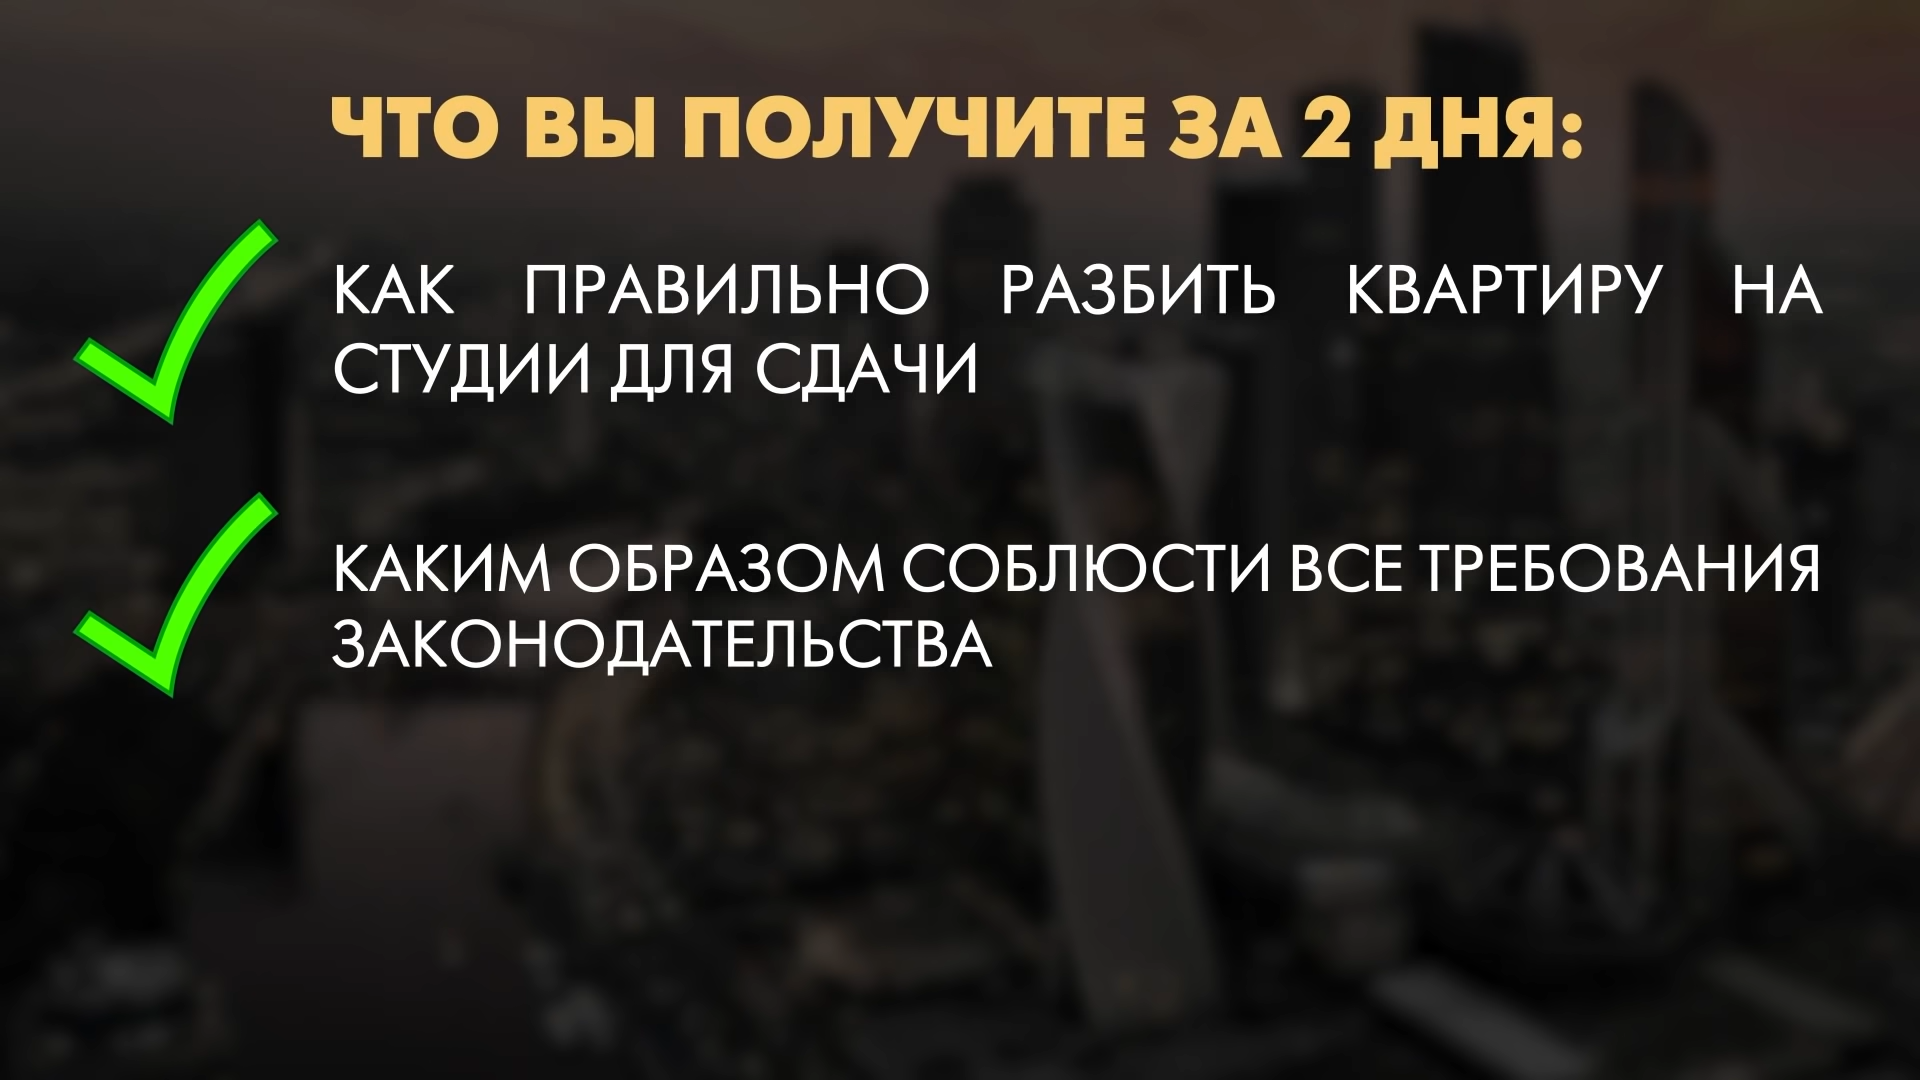 ЧТО ВЫ ПОЛУЧИТЕ ЗА 2 ДНЯ:
КАК ПРАВИЛЬНО РАЗБИТЬ КВАРТИРУ НА
СТУДИИ ДЛЯ СДАЧИ
КАКИМ ОБРАЗОМ СОБЛЮСТИ ВСЕ ТРЕБОВАНИЯ
ЗАКОНОДАТЕЛЬСТВА